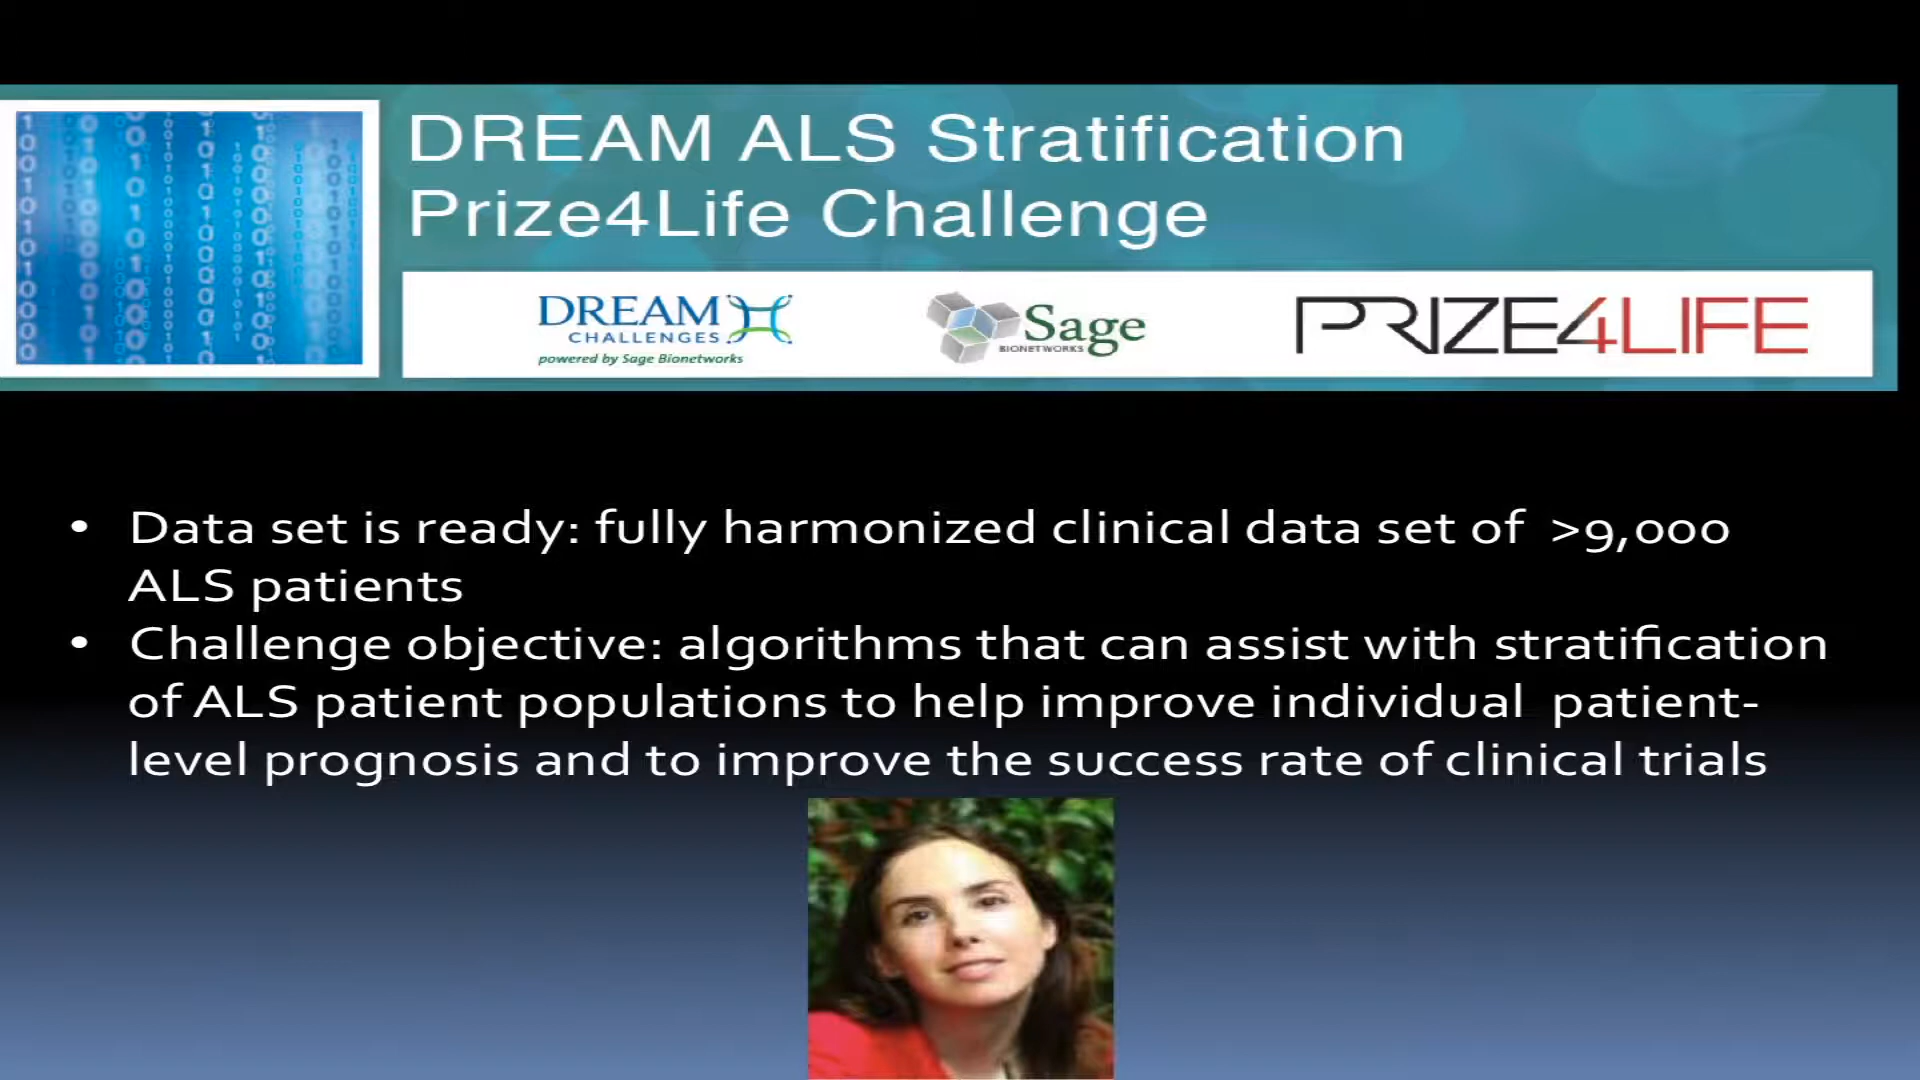 DREAM ALS Stratification
Prize4Life Challenge
DREAM
CHALLENGES
powered by Sage Bionetworks
Sage
BIONETWORKS
PRIZE4LIFE
• Data set is ready: fully harmonized clinical data set of >9,000
ALS patients
• Challenge objective: algorithms that can assist with stratification
of ALS patient populations to help improve individual patient-
level prognosis and to improve the success rate of clinical trials